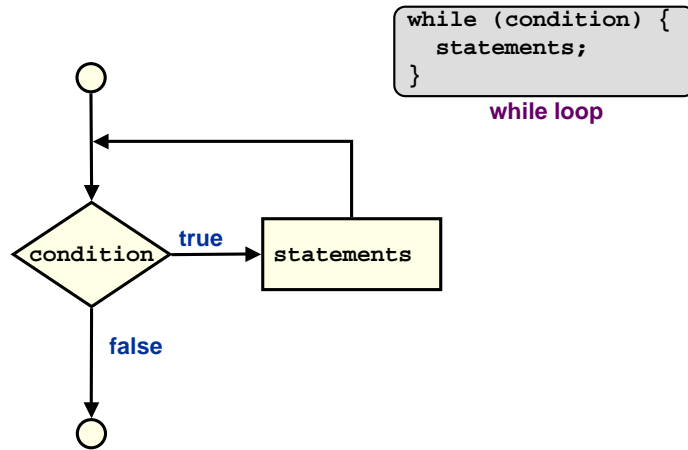 while (condition) {
  statements;
}
while loop
true
condition
statements
false